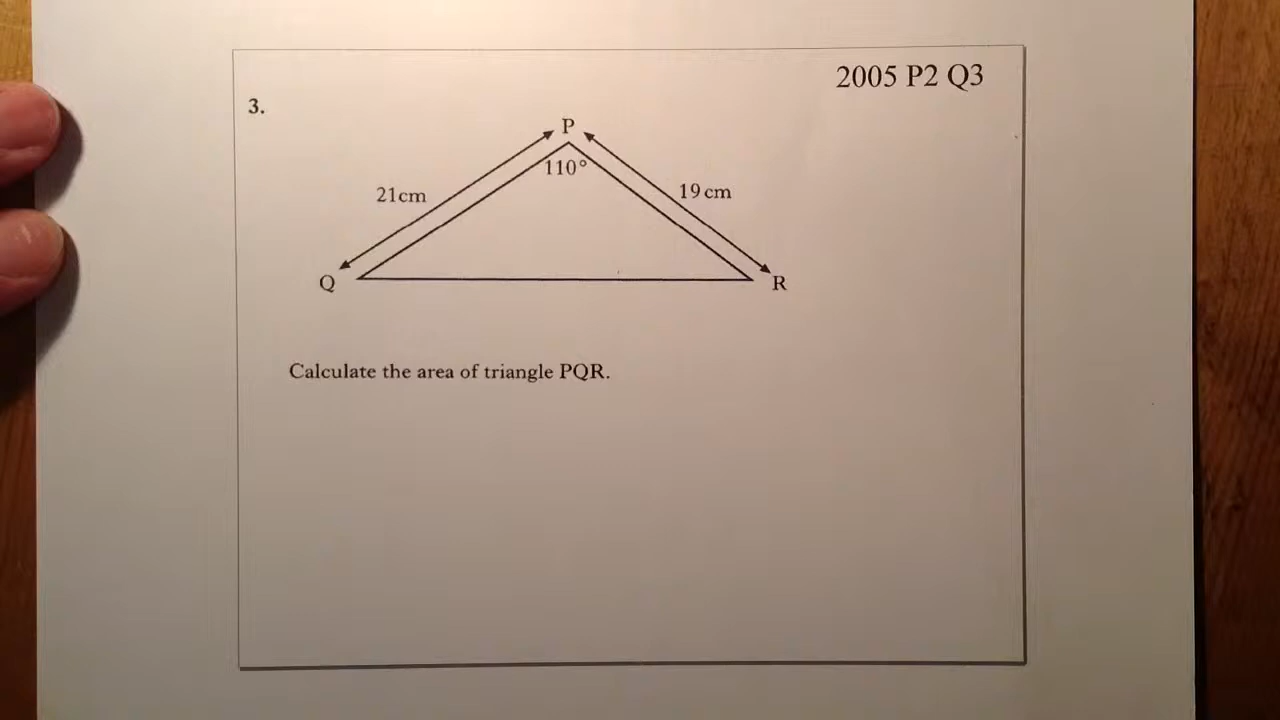 2005 P2 Q3
3.
P
110°
21cm
19 cm
Q
R
Calculate the area of triangle PQR.